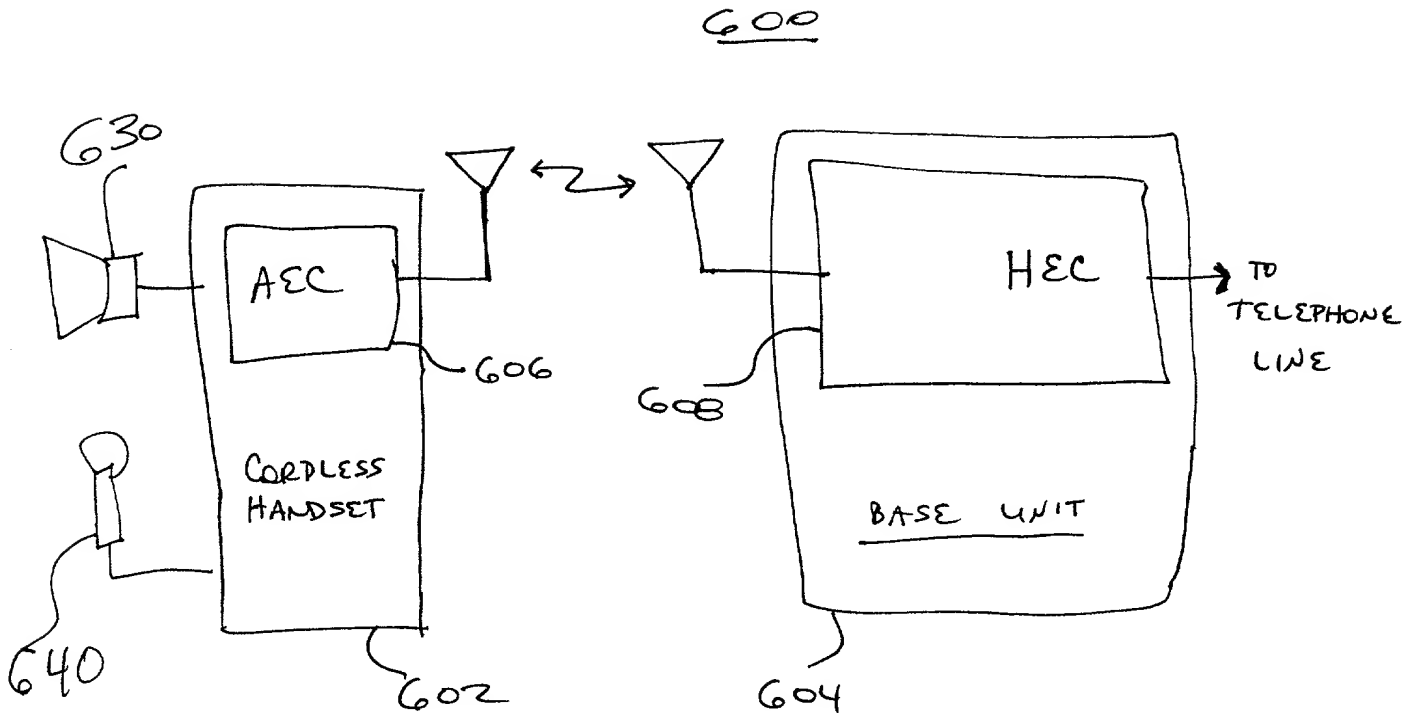 600
630
AEC
HEC
TO
TELEPHONE
LINE
606
608
CORDLESS
HANDSET
BASE UNIT
640
602
604